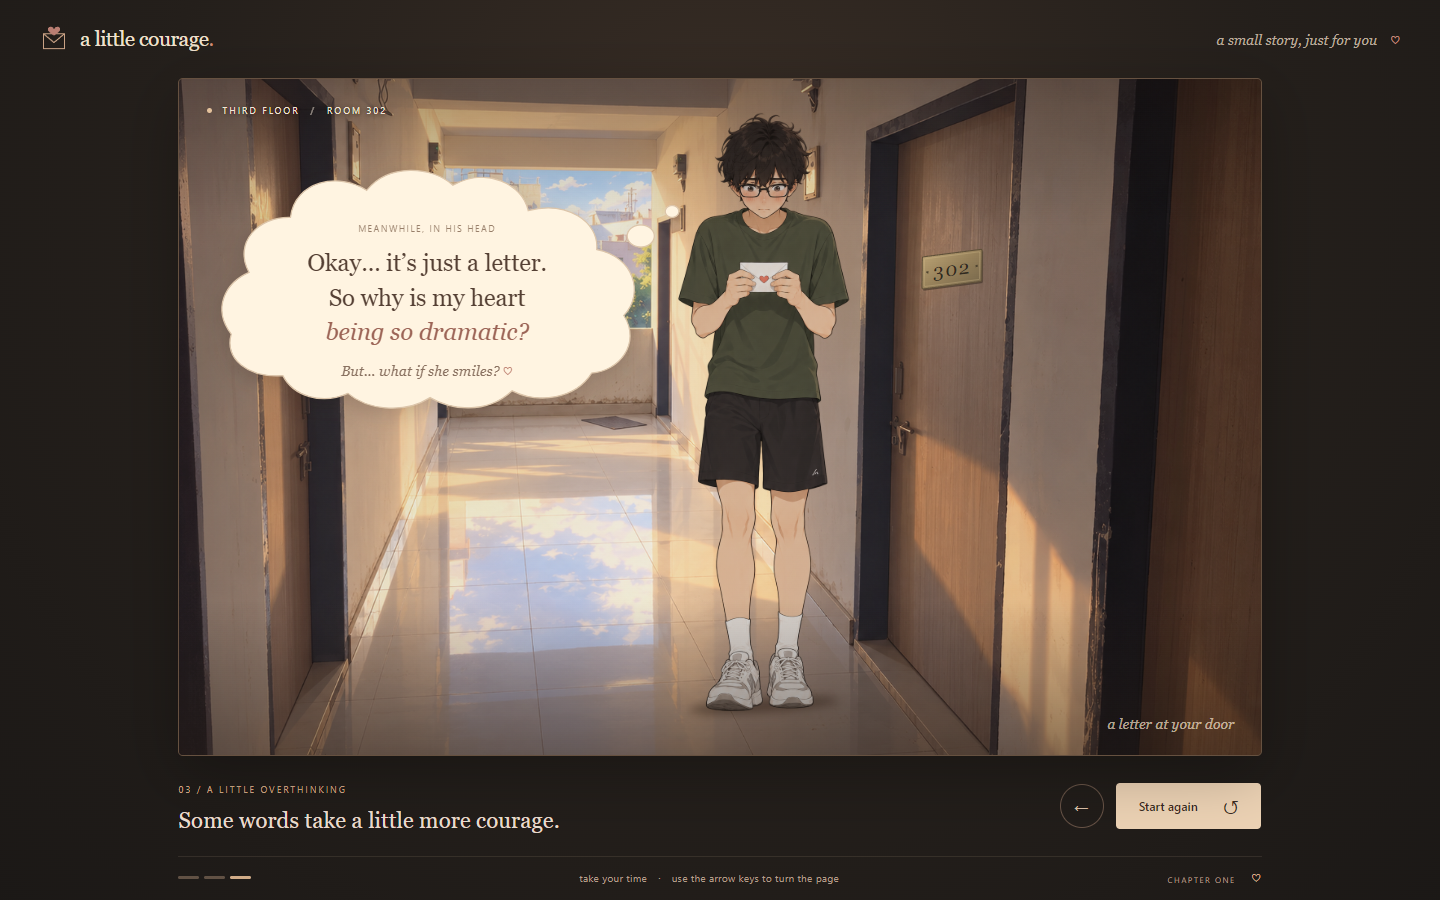 a little courage.
a small story, just for you ♡
THIRD FLOOR / ROOM 302
MEANWHILE, IN HIS HEAD
Okay... it’s just a letter.
So why is my heart
being so dramatic?
But... what if she smiles? ♡
302
a letter at your door
03 / A LITTLE OVERTHINKING
Some words take a little more courage.
← Start again ↺
take your time · use the arrow keys to turn the page
CHAPTER ONE ♡